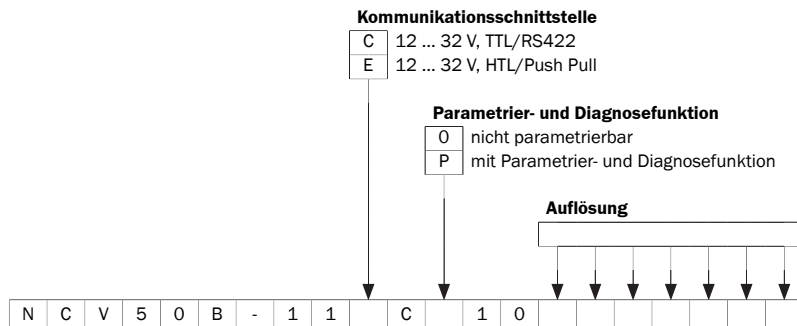 Kommunikationsschnittstelle
C 12 ... 32 V, TTL/RS422
E 12 ... 32 V, HTL/Push Pull
Parametrier- und Diagnosefunktion
0 nicht parametrierbar
P mit Parametrier- und Diagnosefunktion
Auflösung
N C V 5 0 B - 1 1 C 1 0